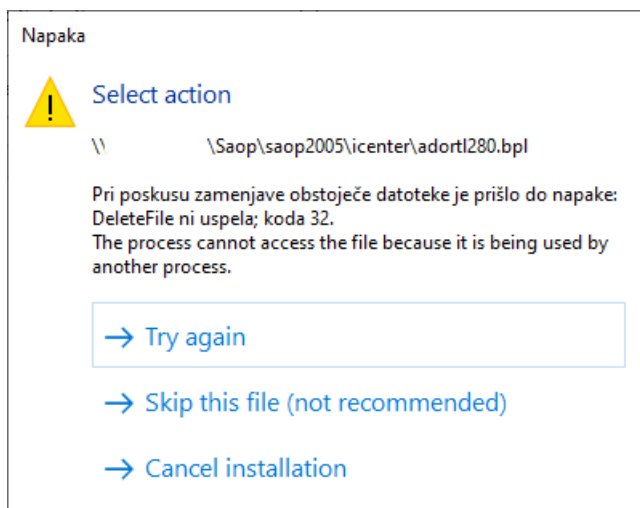 Napaka
Select action
\\ \Saop\saop2005\icenter\adortl280.bpl
Pri poskusu zamenjave obstoječe datoteke je prišlo do napake:
DeleteFile ni uspela; koda 32.
The process cannot access the file because it is being used by
another process.
→ Try again
→ Skip this file (not recommended)
→ Cancel installation